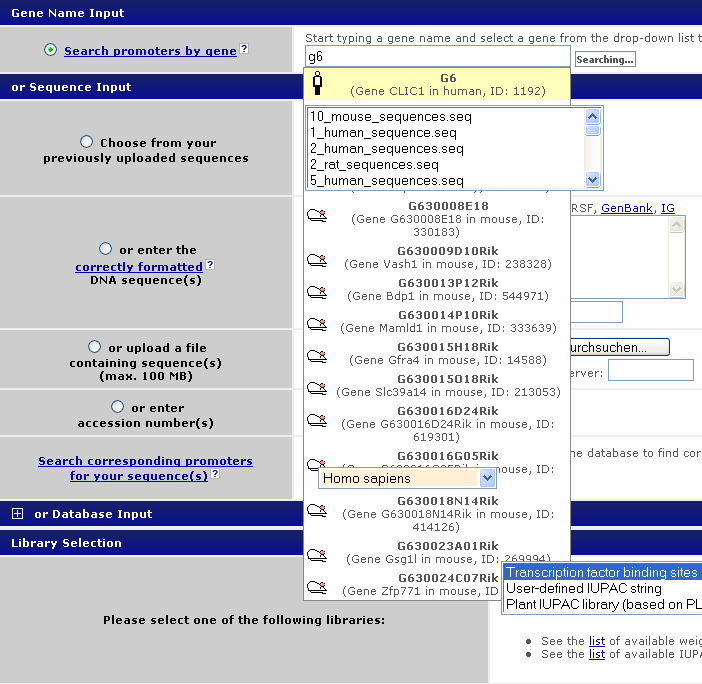 Gene Name Input
Search promoters by gene ?
Start typing a gene name and select a gene from the drop-down list t
g6
Searching...
G6
(Gene CLIC1 in human, ID: 1192)
or Sequence Input
Choose from your
previously uploaded sequences
10_mouse_sequences.seq
1_human_sequence.seq
2_human_sequences.seq
2_rat_sequences.seq
5_human_sequences.seq
or enter the
correctly formatted ?
DNA sequence(s)
RSF, GenBank, IG
G630008E18
(Gene G630008E18 in mouse, ID:
330183)
G630009D10Rik
(Gene Vash1 in mouse, ID: 238328)
G630013P12Rik
(Gene Bdp1 in mouse, ID: 544971)
G630014P10Rik
(Gene Mamld1 in mouse, ID: 333639)
or upload a file
containing sequence(s)
(max. 100 MB)
urchsuchen...
erver:
G630015H18Rik
(Gene Gfra4 in mouse, ID: 14588)
G630015O18Rik
(Gene Slc39a14 in mouse, ID: 213053)
or enter
accession number(s)
G630016D24Rik
(Gene G630016D24Rik in mouse, ID:
619301)
Search corresponding promoters
for your sequence(s) ?
he database to find cor
G630016G05Rik
mouse, ID:
Homo sapiens
G630018N14Rik
(Gene G630018N14Rik in mouse, ID:
414126)
or Database Input
Library Selection
G630023A01Rik
(Gene Gsg1l in mouse, ID: 269994)
G630024C07Rik
(Gene Zfp771 in mouse, ID
Please select one of the following libraries:
Transcription factor binding sites
User-defined IUPAC string
Plant IUPAC library (based on PL
See the list of available weig
See the list of available IUPA